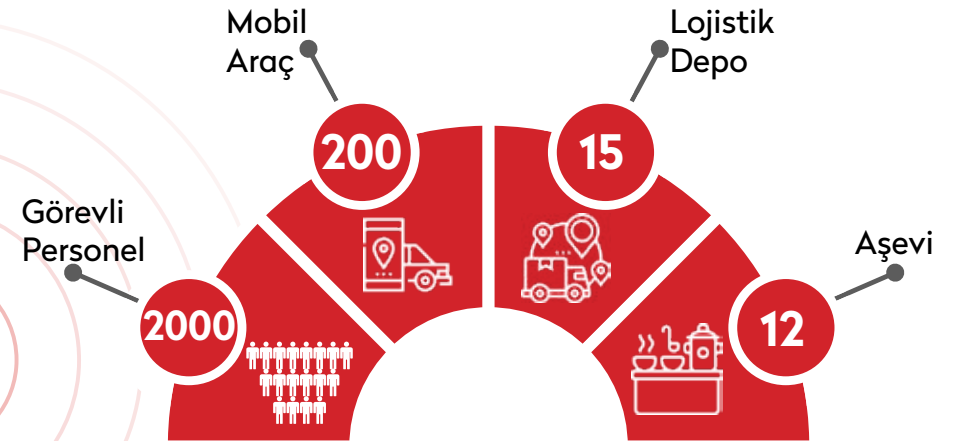 Mobil
Araç
200
Lojistik
Depo
15
Görevli
Personel
2000
Aşevi
12